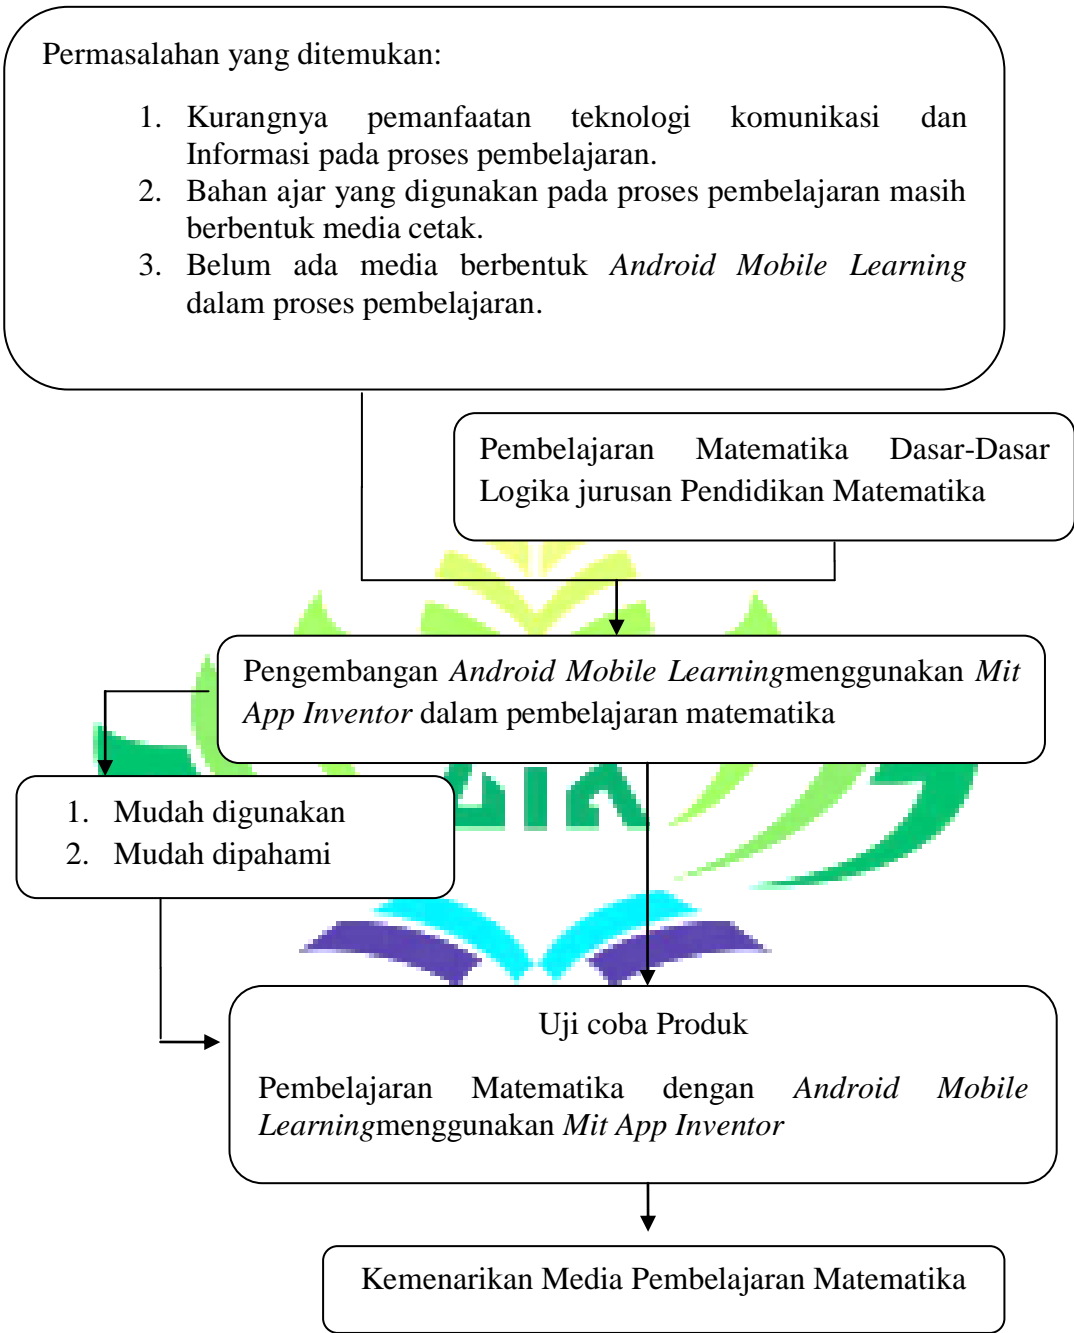 Permasalahan yang ditemukan:
1. Kurangnya pemanfaatan teknologi komunikasi dan
Informasi pada proses pembelajaran.
2. Bahan ajar yang digunakan pada proses pembelajaran masih
berbentuk media cetak.
3. Belum ada media berbentuk Android Mobile Learning
dalam proses pembelajaran.
Pembelajaran Matematika Dasar-Dasar
Logika jurusan Pendidikan Matematika
Pengembangan Android Mobile Learningmenggunakan Mit
App Inventor dalam pembelajaran matematika
1. Mudah digunakan
2. Mudah dipahami
Uji coba Produk
Pembelajaran Matematika dengan Android Mobile
Learningmenggunakan Mit App Inventor
Kemenarikan Media Pembelajaran Matematika